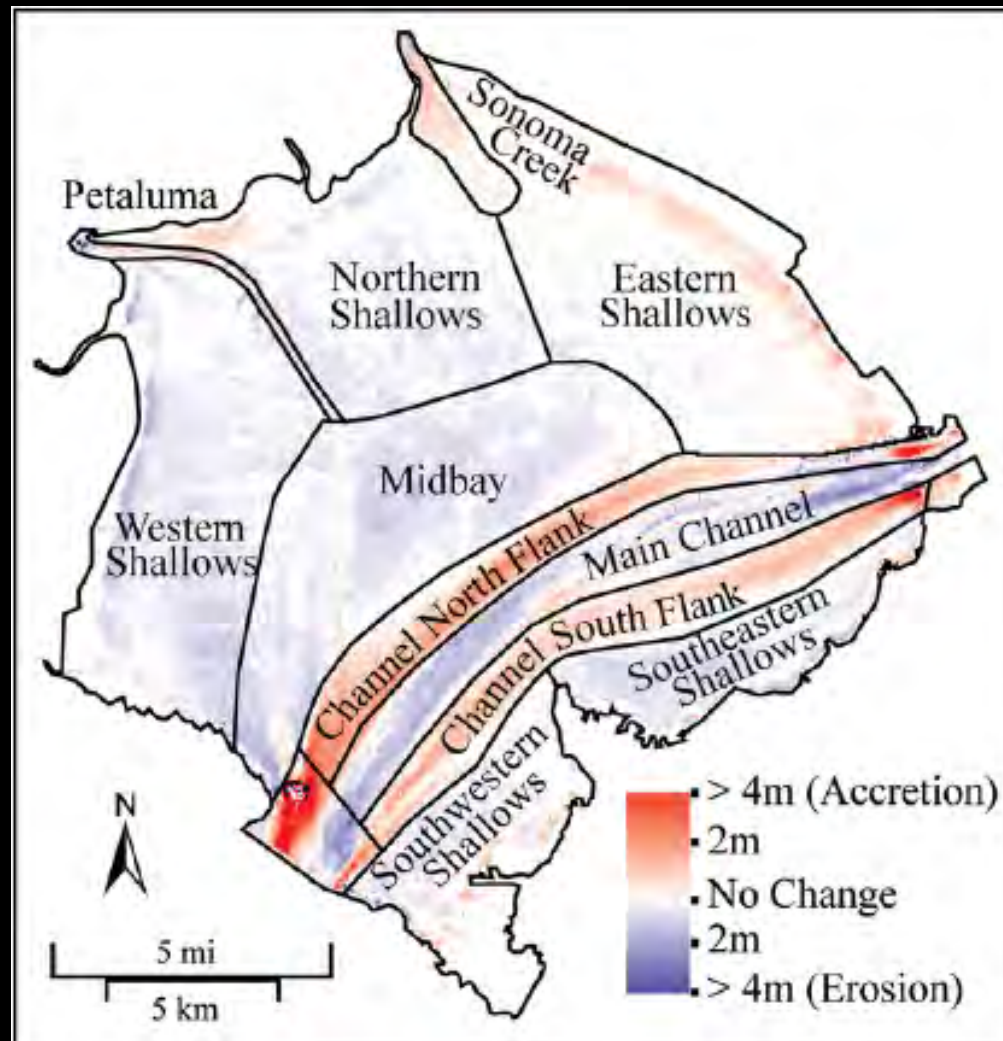 Sonoma
Creek
Petaluma
Northern
Shallows
Eastern
Shallows
Midbay
Western
Shallows
Channel North Flank
Main Channel
Channel South Flank
Southeastern
Shallows
Southwestern
Shallows
N
5 mi
5 km
> 4m (Accretion)
2m
No Change
2m
> 4m (Erosion)